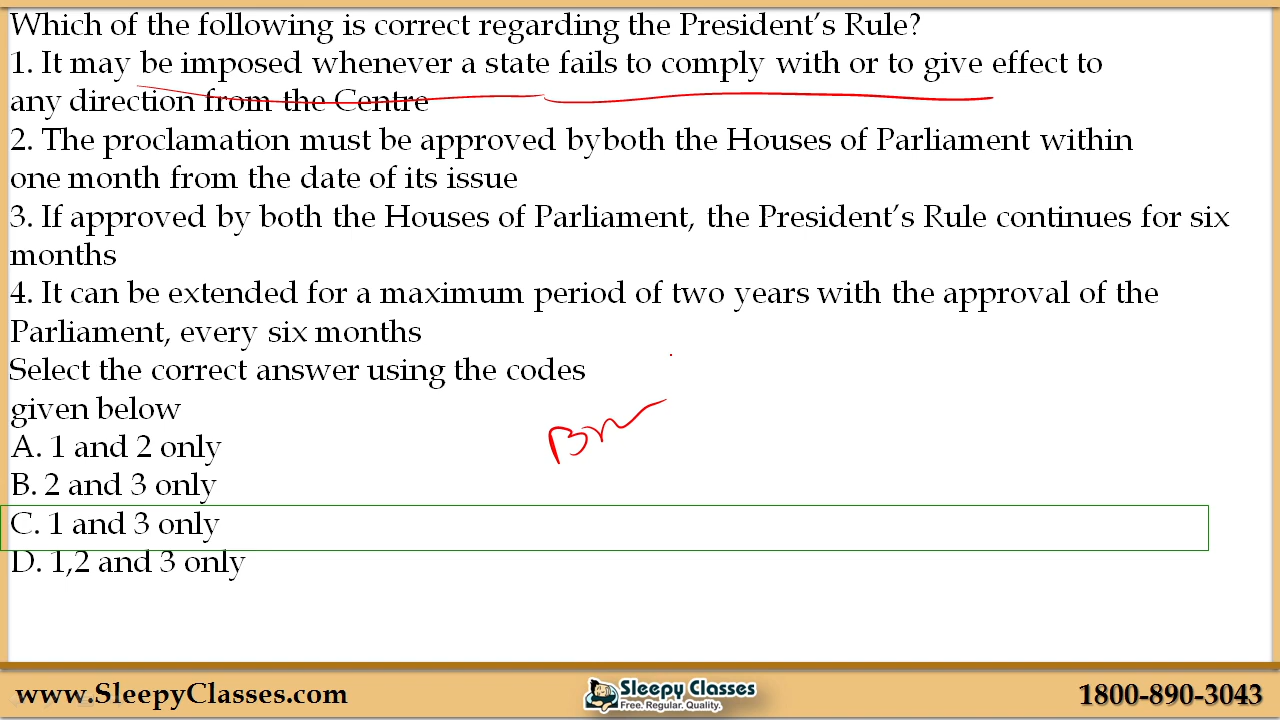 Which of the following is correct regarding the President’s Rule?
1. It may be imposed whenever a state fails to comply with or to give effect to
any direction from the Centre
2. The proclamation must be approved byboth the Houses of Parliament within
one month from the date of its issue
3. If approved by both the Houses of Parliament, the President’s Rule continues for six
months
4. It can be extended for a maximum period of two years with the approval of the
Parliament, every six months
Select the correct answer using the codes
given below
A. 1 and 2 only
B. 2 and 3 only
C. 1 and 3 only
D. 1,2 and 3 only
www.SleepyClasses.com
Sleepy Classes
Free. Regular. Quality.
1800-890-3043